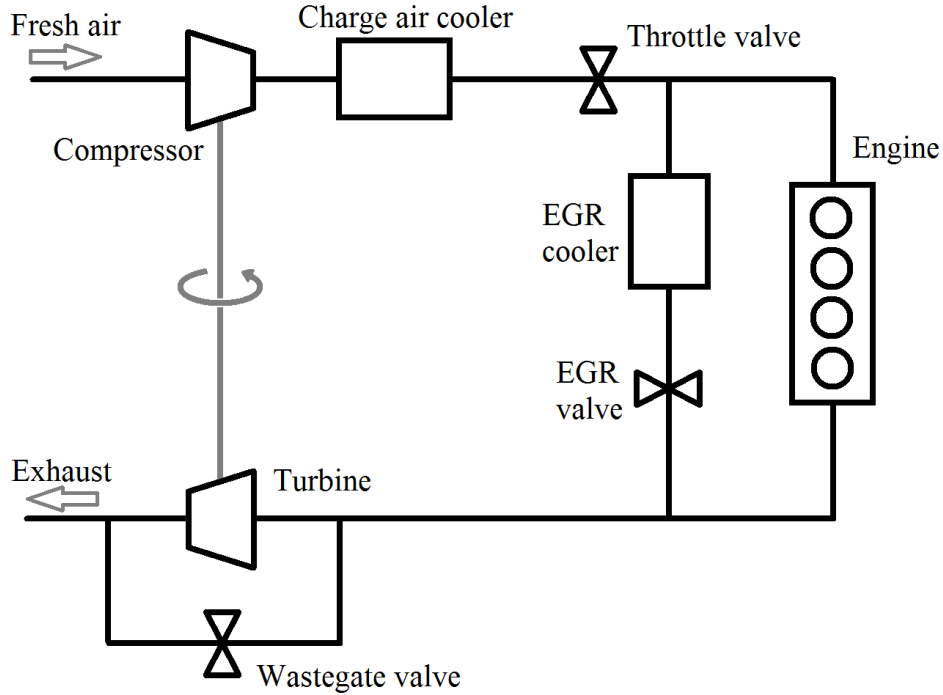 Fresh air
Charge air cooler
Throttle valve
Compressor
Engine
EGR
cooler
EGR
valve
Exhaust
Turbine
Wastegate valve